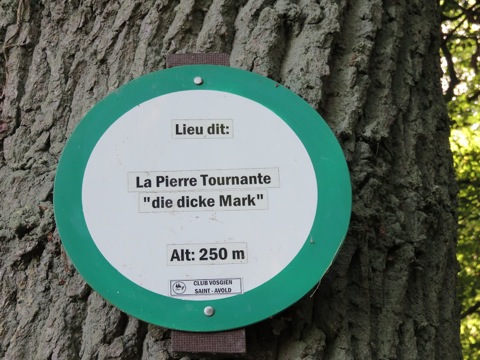 Lieu dit:
La Pierre Tournante
"die dicke Mark"
Alt: 250 m
CLUB VOSGIEN
SAINT - AVOLD